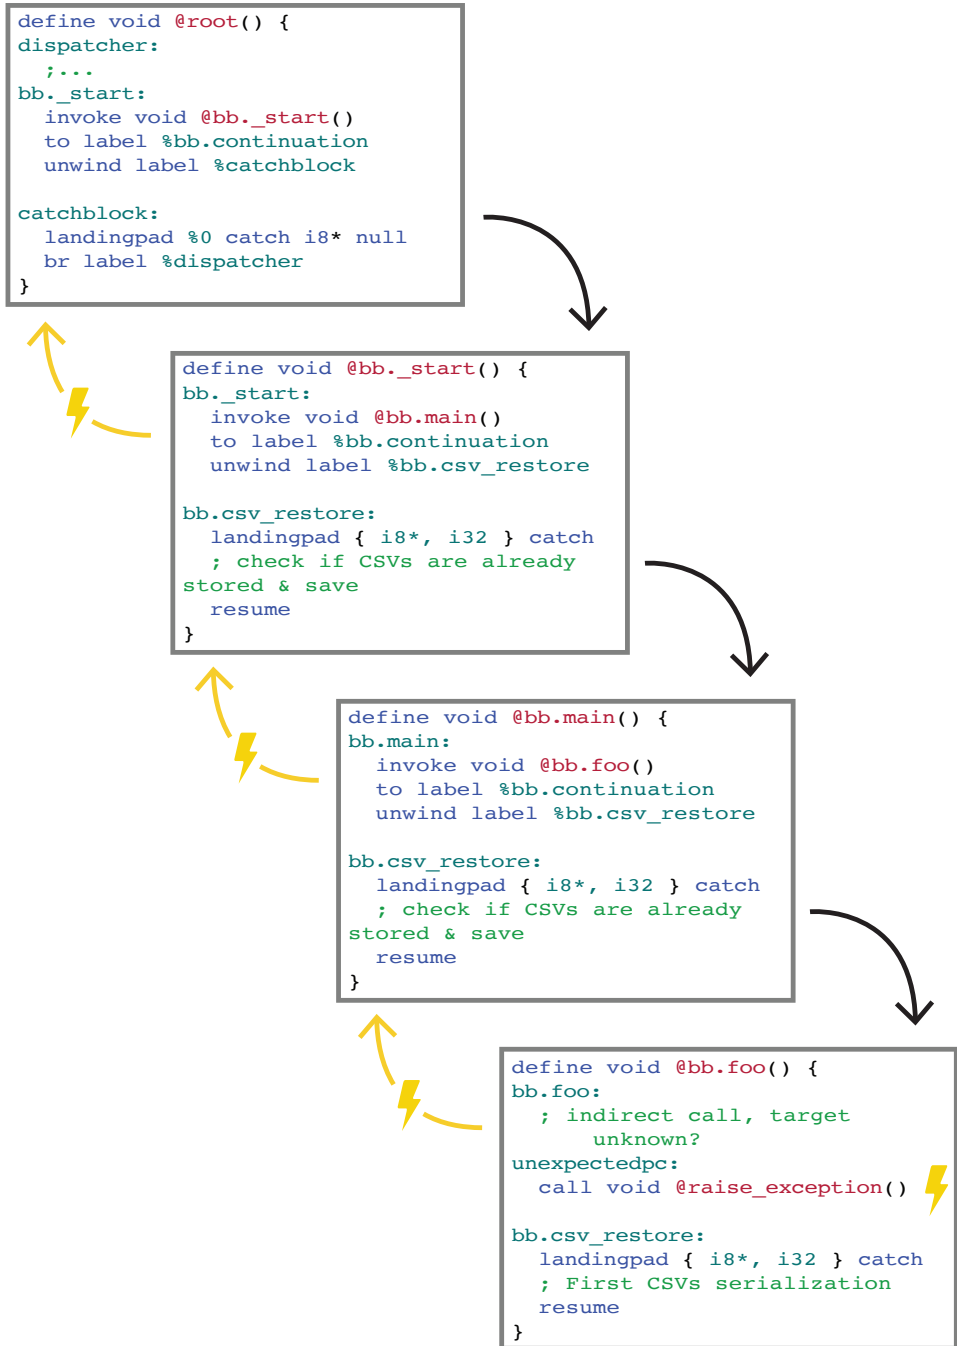 define void @root() {
dispatcher:
;...
bb._start:
invoke void @bb._start()
to label %bb.continuation
unwind label %catchblock
catchblock:
landingpad %0 catch i8* null
br label %dispatcher
}
define void @bb._start() {
bb._start:
invoke void @bb.main()
to label %bb.continuation
unwind label %bb.csv_restore
bb.csv_restore:
landingpad { i8*, i32 } catch
; check if CSVs are already
stored & save
resume
}
define void @bb.main() {
bb.main:
invoke void @bb.foo()
to label %bb.continuation
unwind label %bb.csv_restore
bb.csv_restore:
landingpad { i8*, i32 } catch
; check if CSVs are already
stored & save
resume
}
define void @bb.foo() {
bb.foo:
; indirect call, target
unknown?
unexpectedpc:
call void @raise_exception()
bb.csv_restore:
landingpad { i8*, i32 } catch
; First CSVs serialization
resume
}